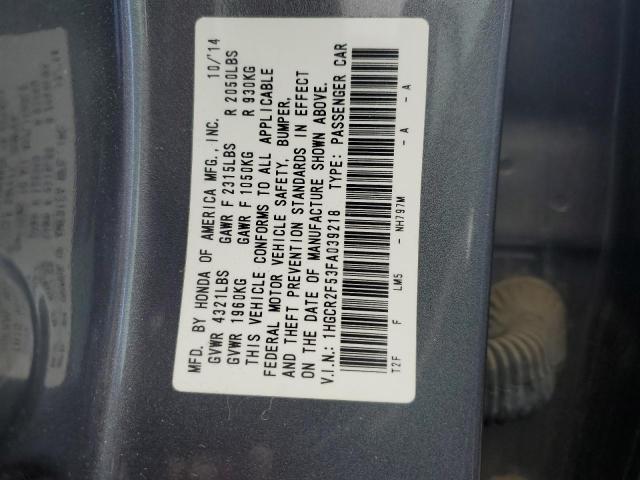 MFD. BY HONDA OF AMERICA MFG., INC. 10/'14
GVWR 4321LBS GAWR F 2315LBS R 2050LBS
GVWR 1960KG GAWR F 1050KG R 930KG
THIS VEHICLE CONFORMS TO ALL APPLICABLE
FEDERAL MOTOR VEHICLE SAFETY, BUMPER,
AND THEFT PREVENTION STANDARDS IN EFFECT
ON THE DATE OF MANUFACTURE SHOWN ABOVE.
V.I.N.: 1HGCR2F53FA039218 TYPE: PASSENGER CAR
T2F F LM5 - NH797M - A - A